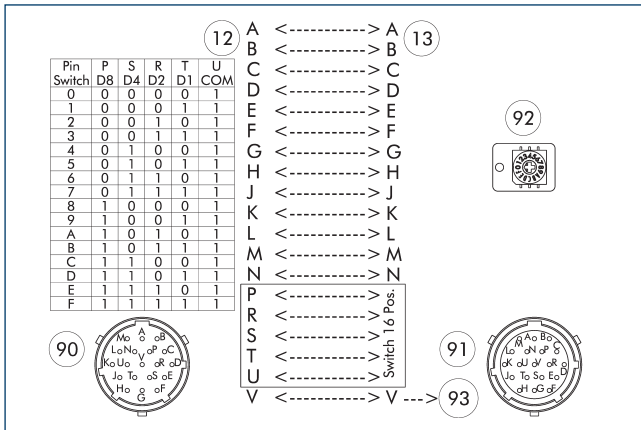 12 13
A <-----------> A
B <-----------> B
C <-----------> C
D <-----------> D
E <-----------> E
F <-----------> F
G <-----------> G
H <-----------> H
J <-----------> J
K <-----------> K
L <-----------> L
M <-----------> M
N <-----------> N
P <----------->
R <----------->
S <----------->
T <----------->
U <----------->
Switch 16 Pos.
V <-----------> V ---> 93
Pin P S R T U
Switch D8 D4 D2 D1 COM
0 0 0 0 0 1
1 0 0 0 1 1
2 0 0 1 0 1
3 0 0 1 1 1
4 0 1 0 0 1
5 0 1 0 1 1
6 0 1 1 0 1
7 0 1 1 1 1
8 1 0 0 0 1
9 1 0 0 1 1
A 1 0 1 0 1
B 1 0 1 1 1
C 1 1 0 0 1
D 1 1 0 1 1
E 1 1 1 0 1
F 1 1 1 1 1
92
90
M A B
L N P C
K U V R D
J T S E
H G F
91
M A B C
L N P
K U V R D
J T S E
H G F